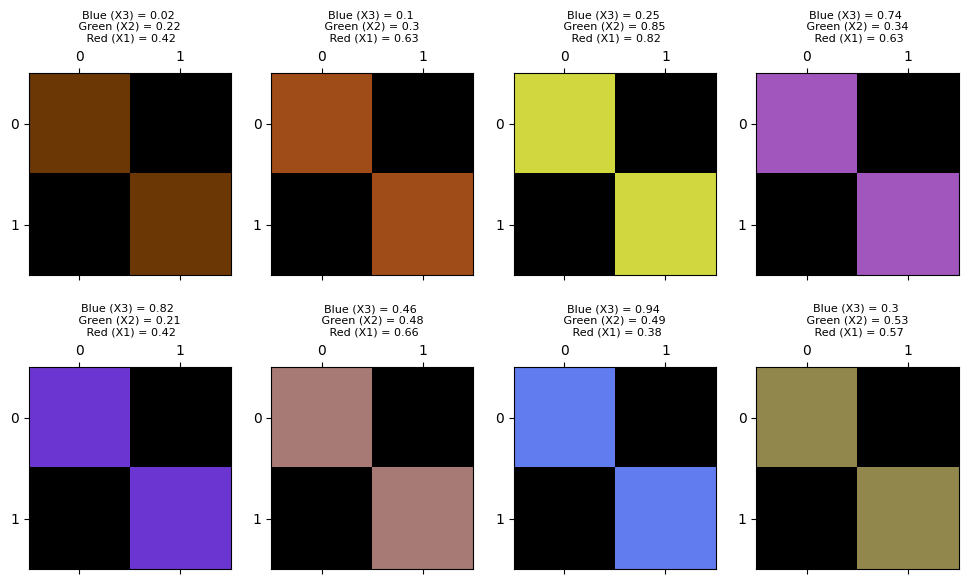 Blue (X3) = 0.02
Green (X2) = 0.22
Red (X1) = 0.42
0 1
0
1
Blue (X3) = 0.1
Green (X2) = 0.3
Red (X1) = 0.63
0 1
0
1
Blue (X3) = 0.25
Green (X2) = 0.85
Red (X1) = 0.82
0 1
0
1
Blue (X3) = 0.74
Green (X2) = 0.34
Red (X1) = 0.63
0 1
0
1
Blue (X3) = 0.82
Green (X2) = 0.21
Red (X1) = 0.42
0 1
0
1
Blue (X3) = 0.46
Green (X2) = 0.48
Red (X1) = 0.66
0 1
0
1
Blue (X3) = 0.94
Green (X2) = 0.49
Red (X1) = 0.38
0 1
0
1
Blue (X3) = 0.3
Green (X2) = 0.53
Red (X1) = 0.57
0 1
0
1